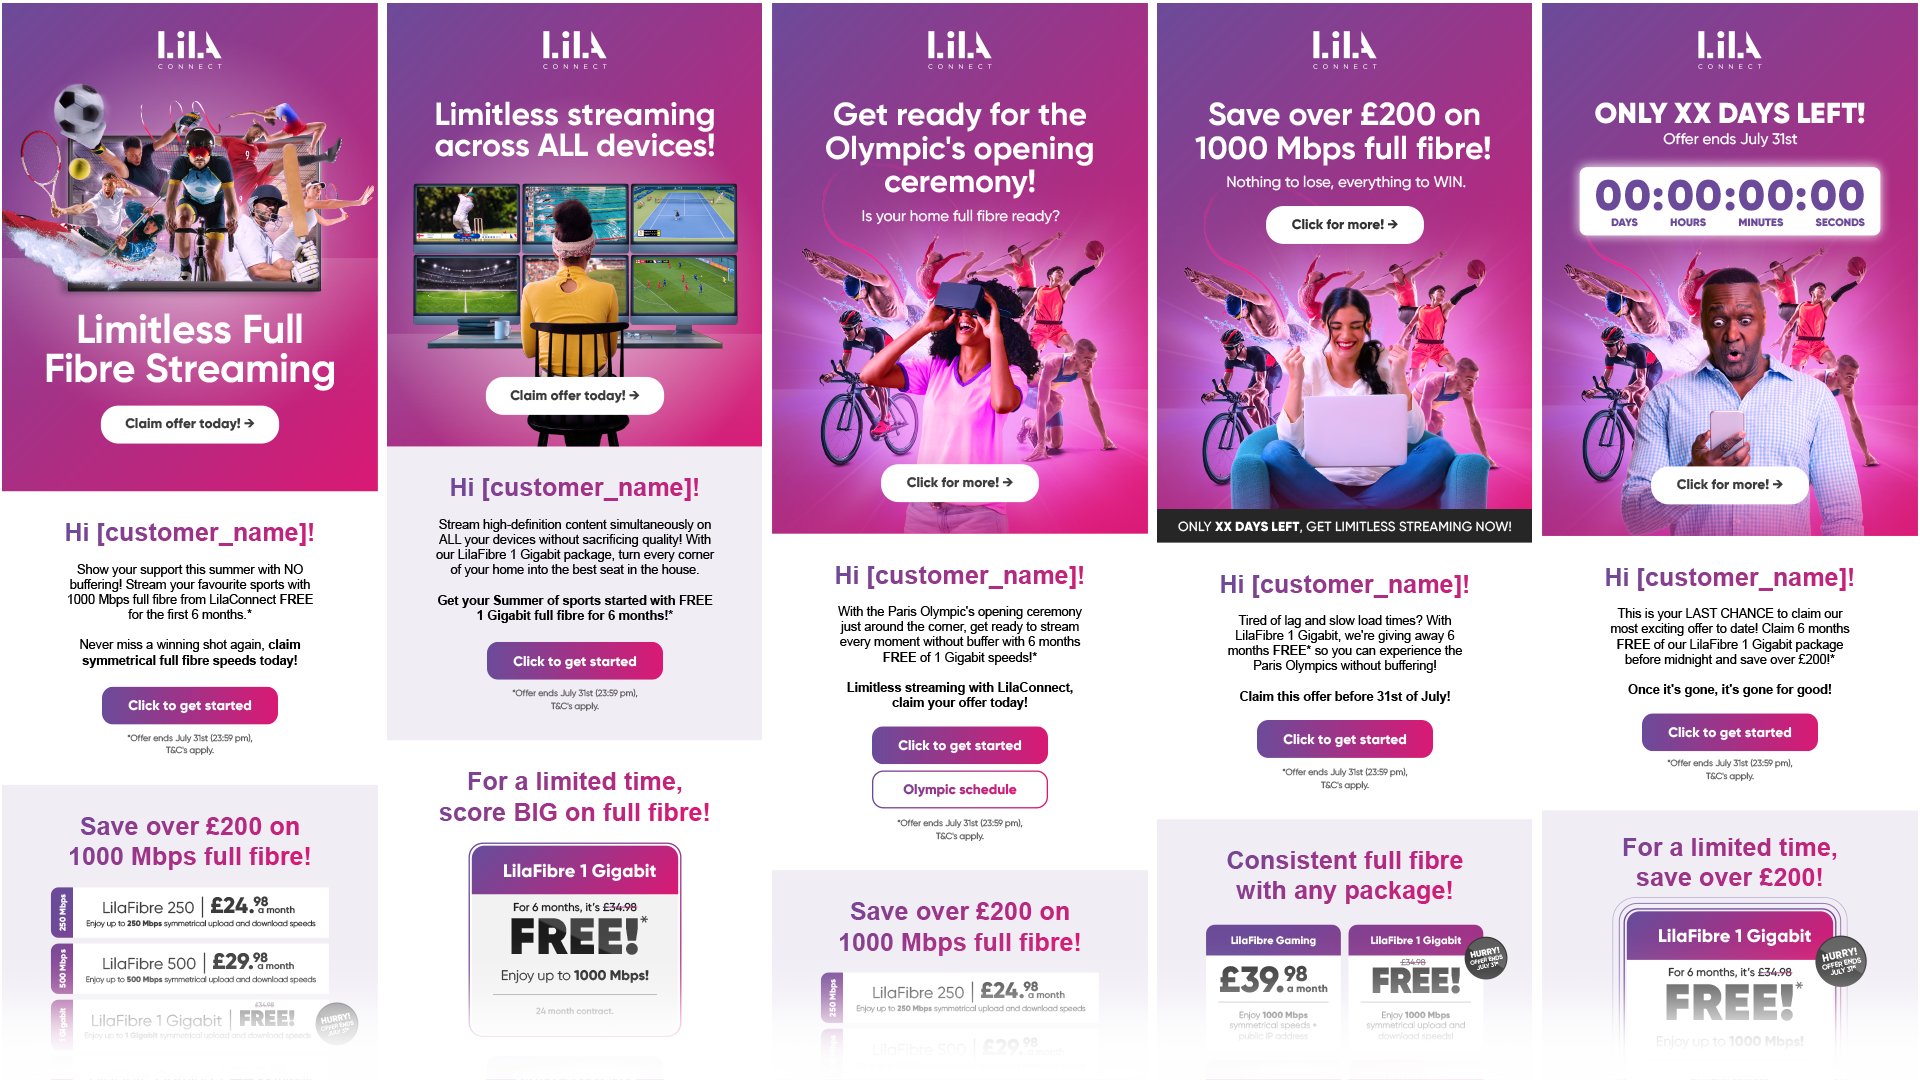 LiLA
CONNECT
Limitless Full
Fibre Streaming
Claim offer today! →
Hi [customer_name]!
Show your support this summer with NO
buffering! Stream your favourite sports with
1000 Mbps full fibre from LilaConnect FREE
for the first 6 months.*
Never miss a winning shot again, claim
symmetrical full fibre speeds today!
Click to get started
*Offer ends July 31st (23:59 pm),
T&C's apply.
Save over £200 on
1000 Mbps full fibre!
250 Mbps
LilaFibre 250 | £24.98 a month
Enjoy up to 250 Mbps symmetrical upload and download speeds
500 Mbps
LilaFibre 500 | £29.98 a month
Enjoy up to 500 Mbps symmetrical upload and download speeds
1 Gigabit
LilaFibre 1 Gigabit | £34.98 FREE!
Enjoy up to 1 Gigabit symmetrical upload and download speeds
HURRY!
OFFER ENDS
JULY 31st
LiLA
CONNECT
Limitless streaming
across ALL devices!
Claim offer today! →
Hi [customer_name]!
Stream high-definition content simultaneously on
ALL your devices without sacrificing quality! With
our LilaFibre 1 Gigabit package, turn every corner
of your home into the best seat in the house.
Get your Summer of sports started with FREE
1 Gigabit full fibre for 6 months!*
Click to get started
*Offer ends July 31st (23:59 pm),
T&C's apply.
For a limited time,
score BIG on full fibre!
LilaFibre 1 Gigabit
For 6 months, it's £34.98
FREE!*
Enjoy up to 1000 Mbps!
24 month contract.
LiLA
CONNECT
Get ready for the
Olympic's opening
ceremony!
Is your home full fibre ready?
Click for more! →
Hi [customer_name]!
With the Paris Olympic's opening ceremony
just around the corner, get ready to stream
every moment without buffer with 6 months
FREE of 1 Gigabit speeds!*
Limitless streaming with LilaConnect,
claim your offer today!
Click to get started
Olympic schedule
*Offer ends July 31st (23:59 pm),
T&C's apply.
Save over £200 on
1000 Mbps full fibre!
250 Mbps
LilaFibre 250 | £24.98 a month
Enjoy up to 250 Mbps symmetrical upload and download speeds
LilaFibre 500 | £29.98 a month
LiLA
CONNECT
Save over £200 on
1000 Mbps full fibre!
Nothing to lose, everything to WIN.
Click for more! →
ONLY XX DAYS LEFT, GET LIMITLESS STREAMING NOW!
Hi [customer_name]!
Tired of lag and slow load times? With
LilaFibre 1 Gigabit, we're giving away 6
months FREE* so you can experience the
Paris Olympics without buffering!
Claim this offer before 31st of July!
Click to get started
*Offer ends July 31st (23:59 pm),
T&C's apply.
Consistent full fibre
with any package!
LilaFibre Gaming
£39.98 a month
Enjoy 1000 Mbps
symmetrical speeds +
public IP address
LilaFibre 1 Gigabit
£34.98
FREE!
Enjoy 1000 Mbps
symmetrical upload and
download speeds!
HURRY!
OFFER ENDS
JULY 31st
LiLA
CONNECT
ONLY XX DAYS LEFT!
Offer ends July 31st
00:00:00:00
DAYS HOURS MINUTES SECONDS
Click for more! →
Hi [customer_name]!
This is your LAST CHANCE to claim our
most exciting offer to date! Claim 6 months
FREE of our LilaFibre 1 Gigabit package
before midnight and save over £200!*
Once it's gone, it's gone for good!
Click to get started
*Offer ends July 31st (23:59 pm),
T&C's apply.
For a limited time,
save over £200!
LilaFibre 1 Gigabit
For 6 months, it's £34.98
FREE!*
Enjoy up to 1000 Mbps!
HURRY!
OFFER ENDS
JULY 31st